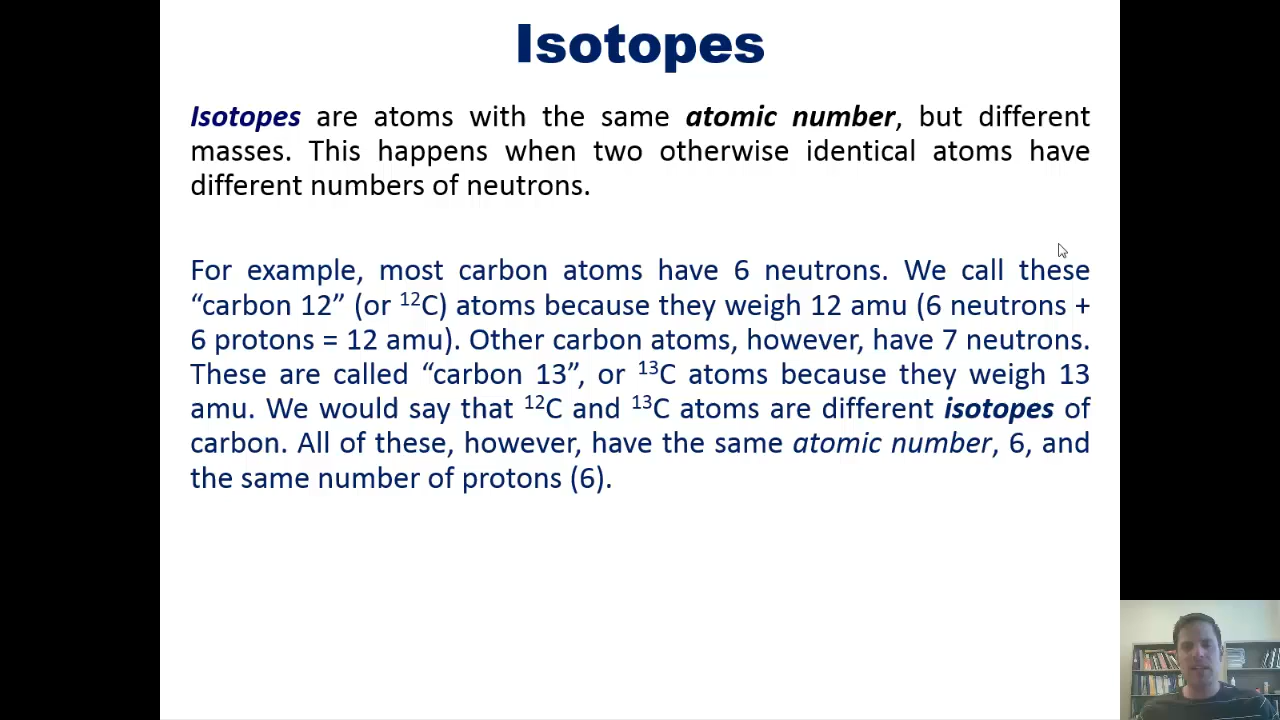 Isotopes
Isotopes are atoms with the same atomic number, but different
masses. This happens when two otherwise identical atoms have
different numbers of neutrons.
For example, most carbon atoms have 6 neutrons. We call these
“carbon 12” (or ¹²C) atoms because they weigh 12 amu (6 neutrons +
6 protons = 12 amu). Other carbon atoms, however, have 7 neutrons.
These are called “carbon 13”, or ¹³C atoms because they weigh 13
amu. We would say that ¹²C and ¹³C atoms are different isotopes of
carbon. All of these, however, have the same atomic number, 6, and
the same number of protons (6).